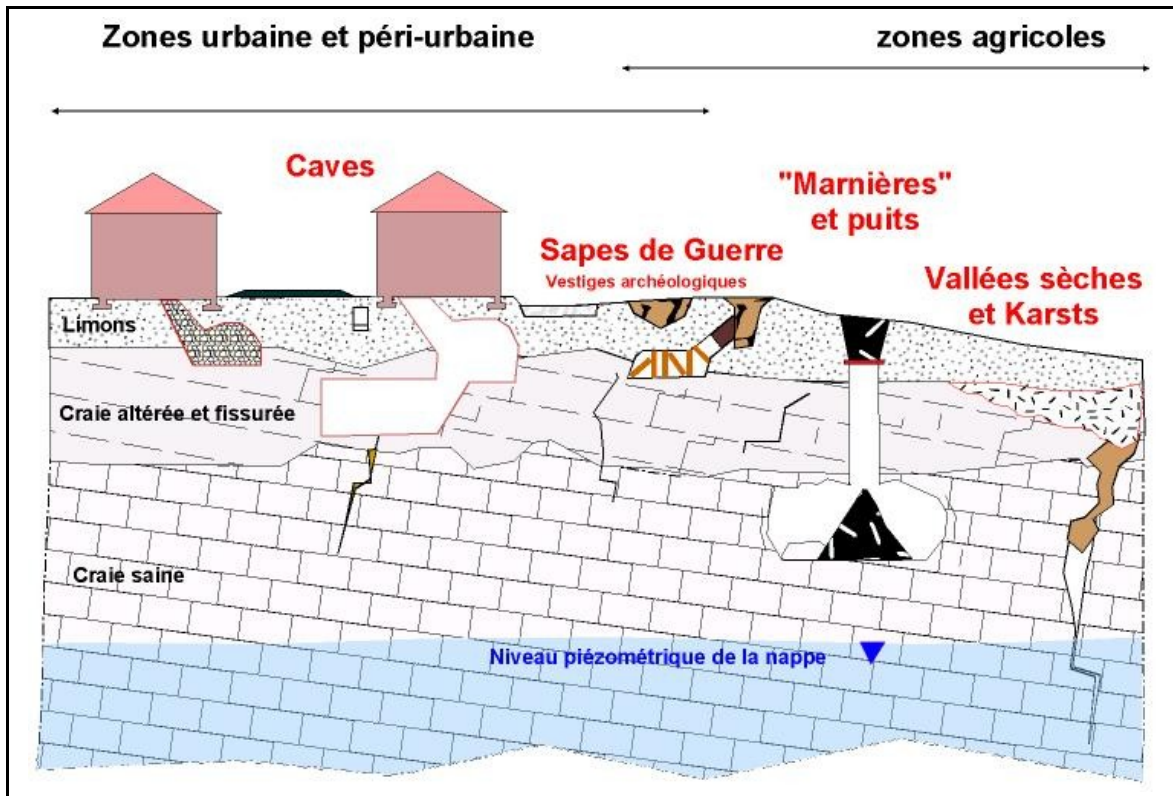 Zones urbaine et péri-urbaine
zones agricoles
Caves
"Marnières"
et puits
Sapes de Guerre
Vestiges archéologiques
Vallées sèches
et Karsts
Limons
Craie altérée et fissurée
Craie saine
Niveau piézométrique de la nappe